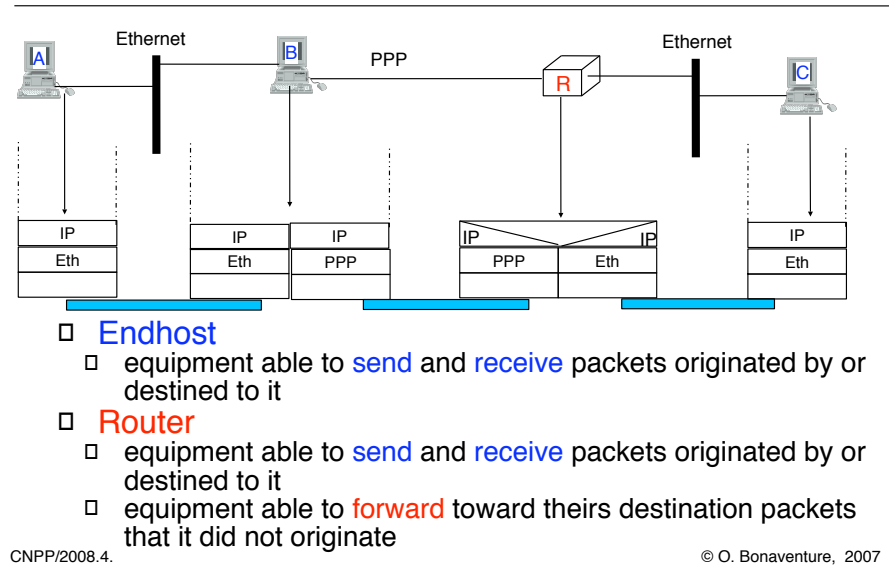 Ethernet
Ethernet
A
B
PPP
R
C
IP
IP
IP
IP
IP
IP
Eth
Eth
PPP
PPP
Eth
Eth
Endhost
equipment able to send and receive packets originated by or
destined to it
Router
equipment able to send and receive packets originated by or
destined to it
equipment able to forward toward theirs destination packets
that it did not originate
CNPP/2008.4.
© O. Bonaventure, 2007